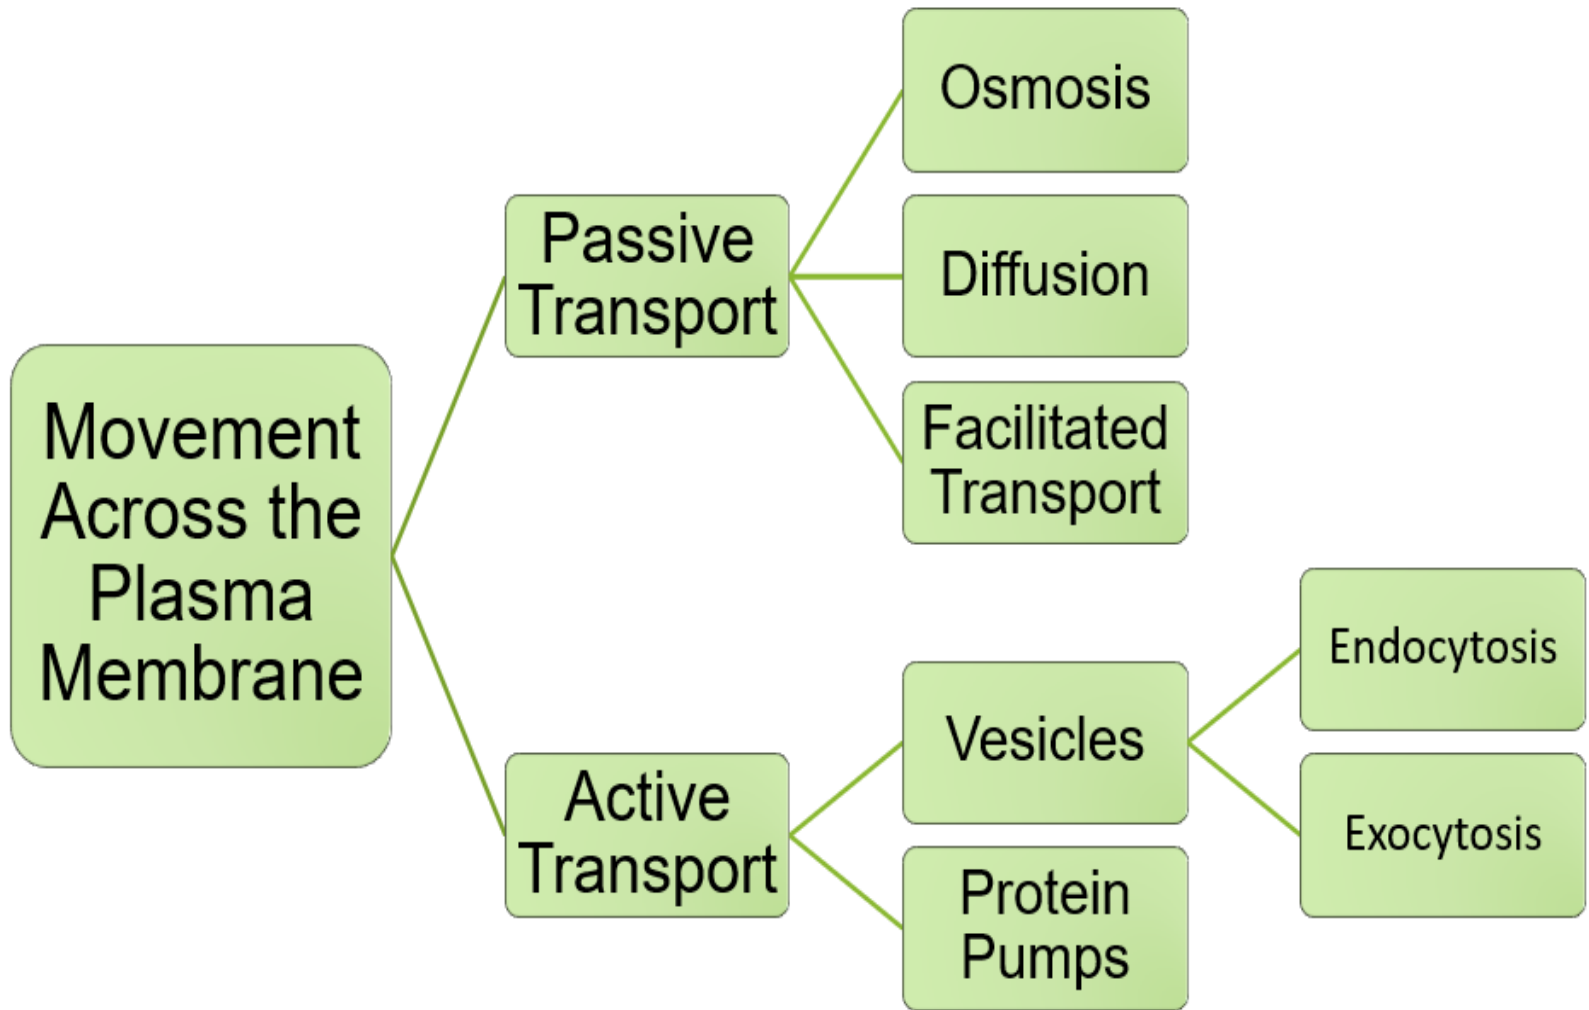 Movement
Across the
Plasma
Membrane
Passive
Transport
Osmosis
Diffusion
Facilitated
Transport
Active
Transport
Vesicles
Endocytosis
Exocytosis
Protein
Pumps